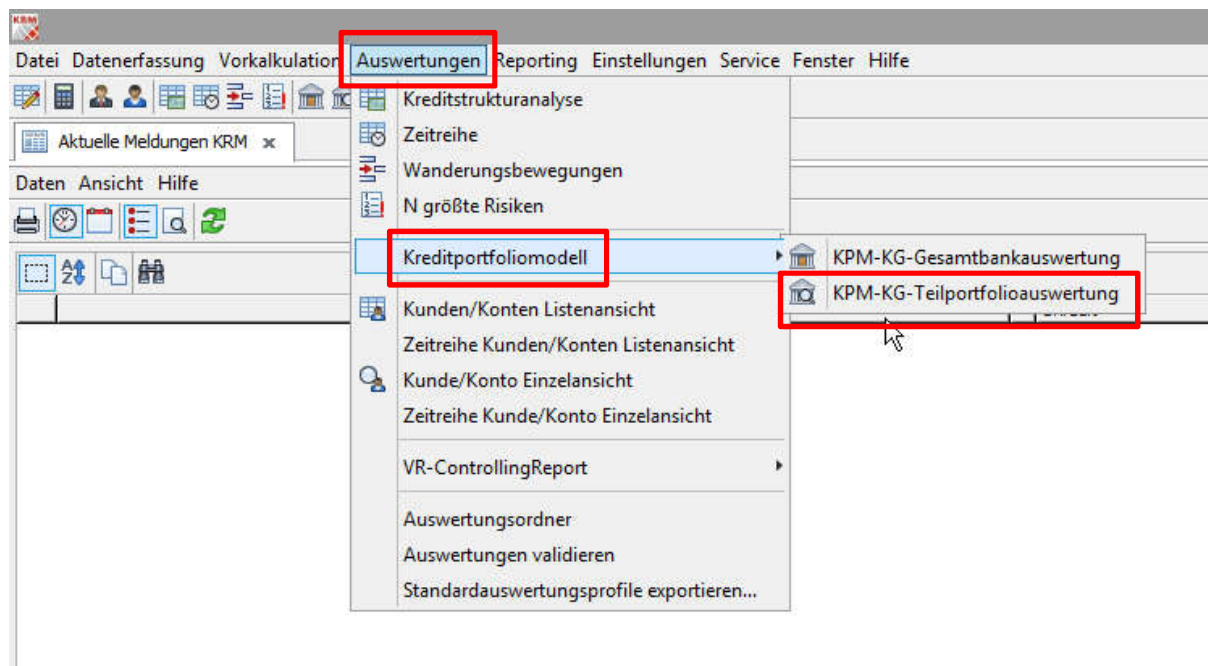 KRM
Datei Datenerfassung Vorkalkulation Auswertungen Reporting Einstellungen Service Fenster Hilfe
Aktuelle Meldungen KRM x
Daten Ansicht Hilfe
Kreditstrukturanalyse
Zeitreihe
Wanderungsbewegungen
N größte Risiken
Kreditportfoliomodell
KPM-KG-Gesamtbankauswertung
KPM-KG-Teilportfolioauswertung
Kunden/Konten Listenansicht
Zeitreihe Kunden/Konten Listenansicht
Kunde/Konto Einzelansicht
Zeitreihe Kunde/Konto Einzelansicht
VR-ControllingReport
Auswertungsordner
Auswertungen validieren
Standardauswertungsprofile exportieren...